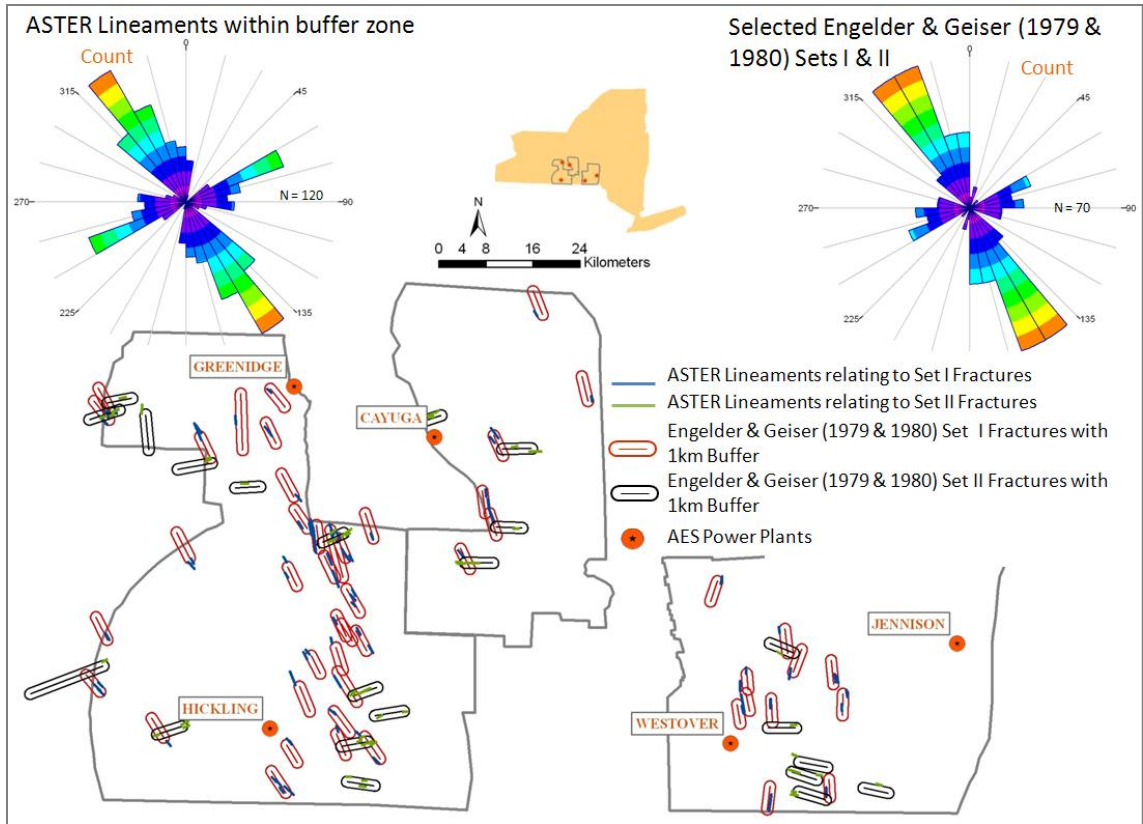 ASTER Lineaments within buffer zone
Count
0
315
45
270
N = 120
90
225
135
Selected Engelder & Geiser (1979 &
1980) Sets I & II
0
Count
315
45
270
N = 70
90
225
135
N
0 4 8 16 24
Kilometers
GREENIDGE
CAYUGA
ASTER Lineaments relating to Set I Fractures
ASTER Lineaments relating to Set II Fractures
Engelder & Geiser (1979 & 1980) Set I Fractures with
1km Buffer
Engelder & Geiser (1979 & 1980) Set II Fractures with
1km Buffer
AES Power Plants
JENNISON
HICKLING
WESTOVER